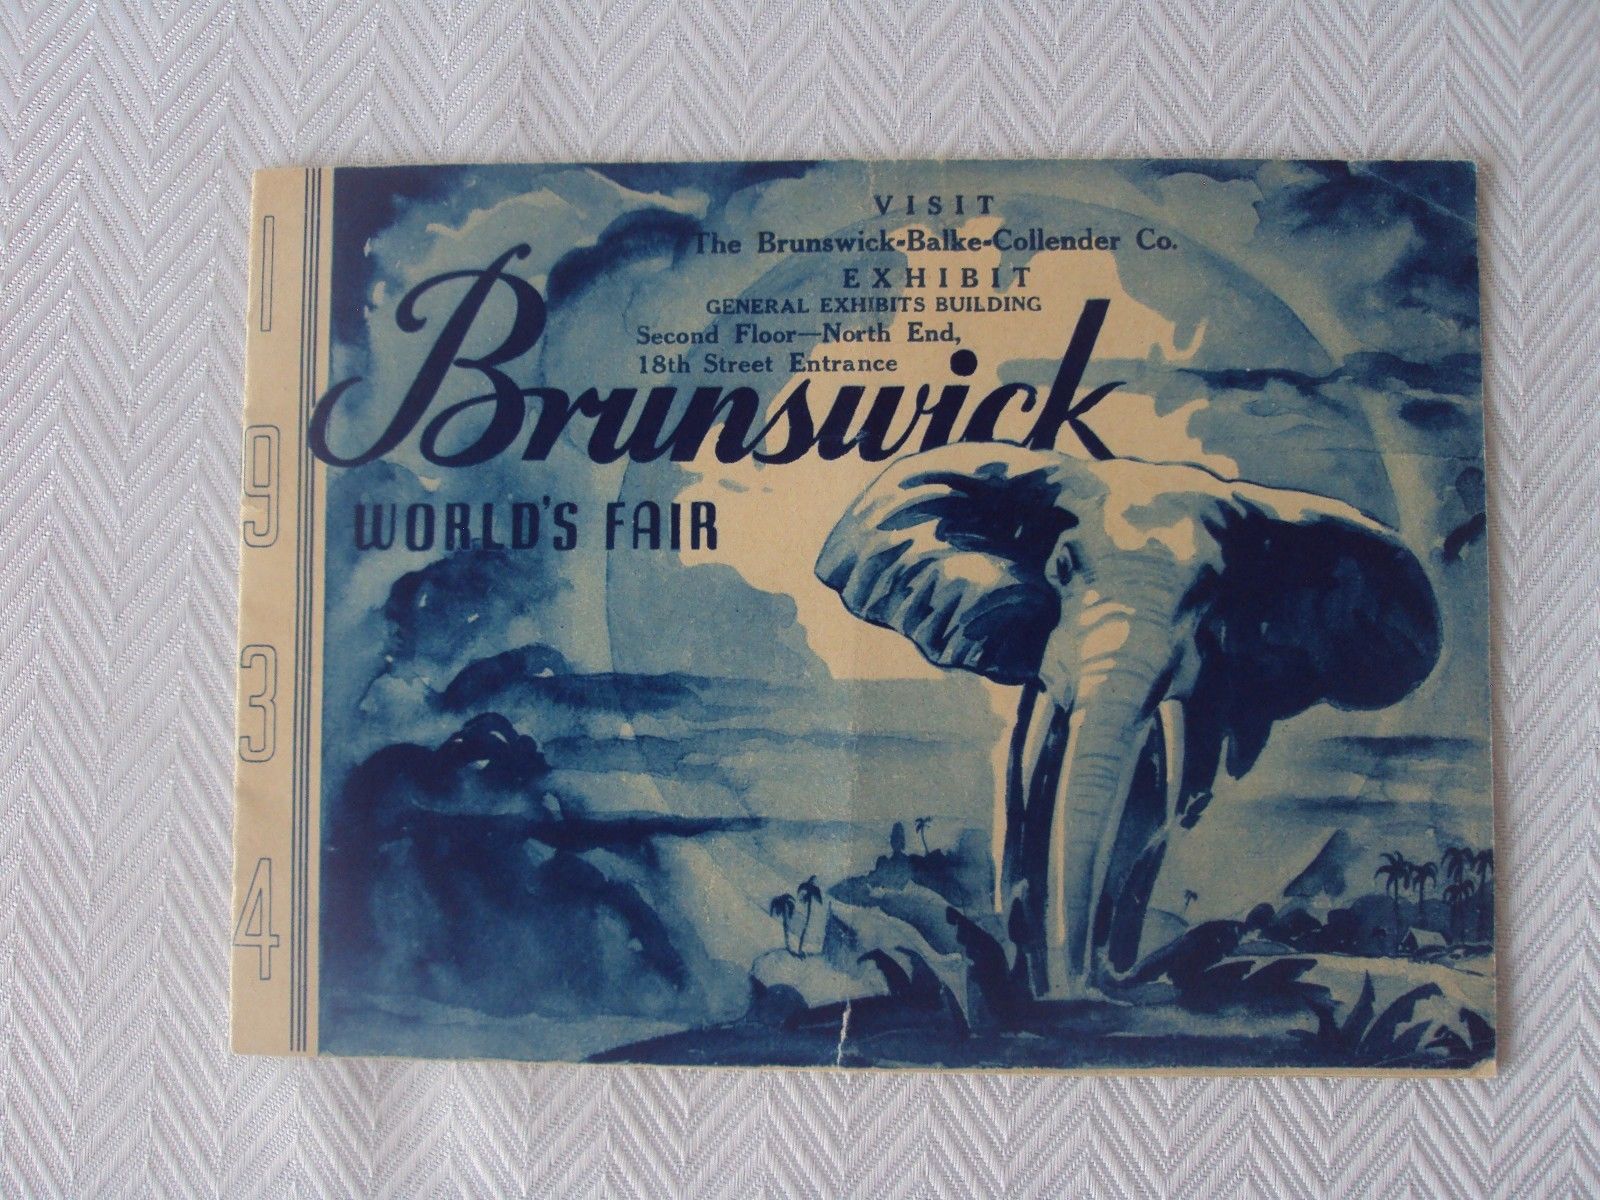 1934
VISIT
The Brunswick-Balke-Collender Co.
EXHIBIT
GENERAL EXHIBITS BUILDING
Second Floor—North End,
18th Street Entrance
Brunswick
WORLD'S FAIR